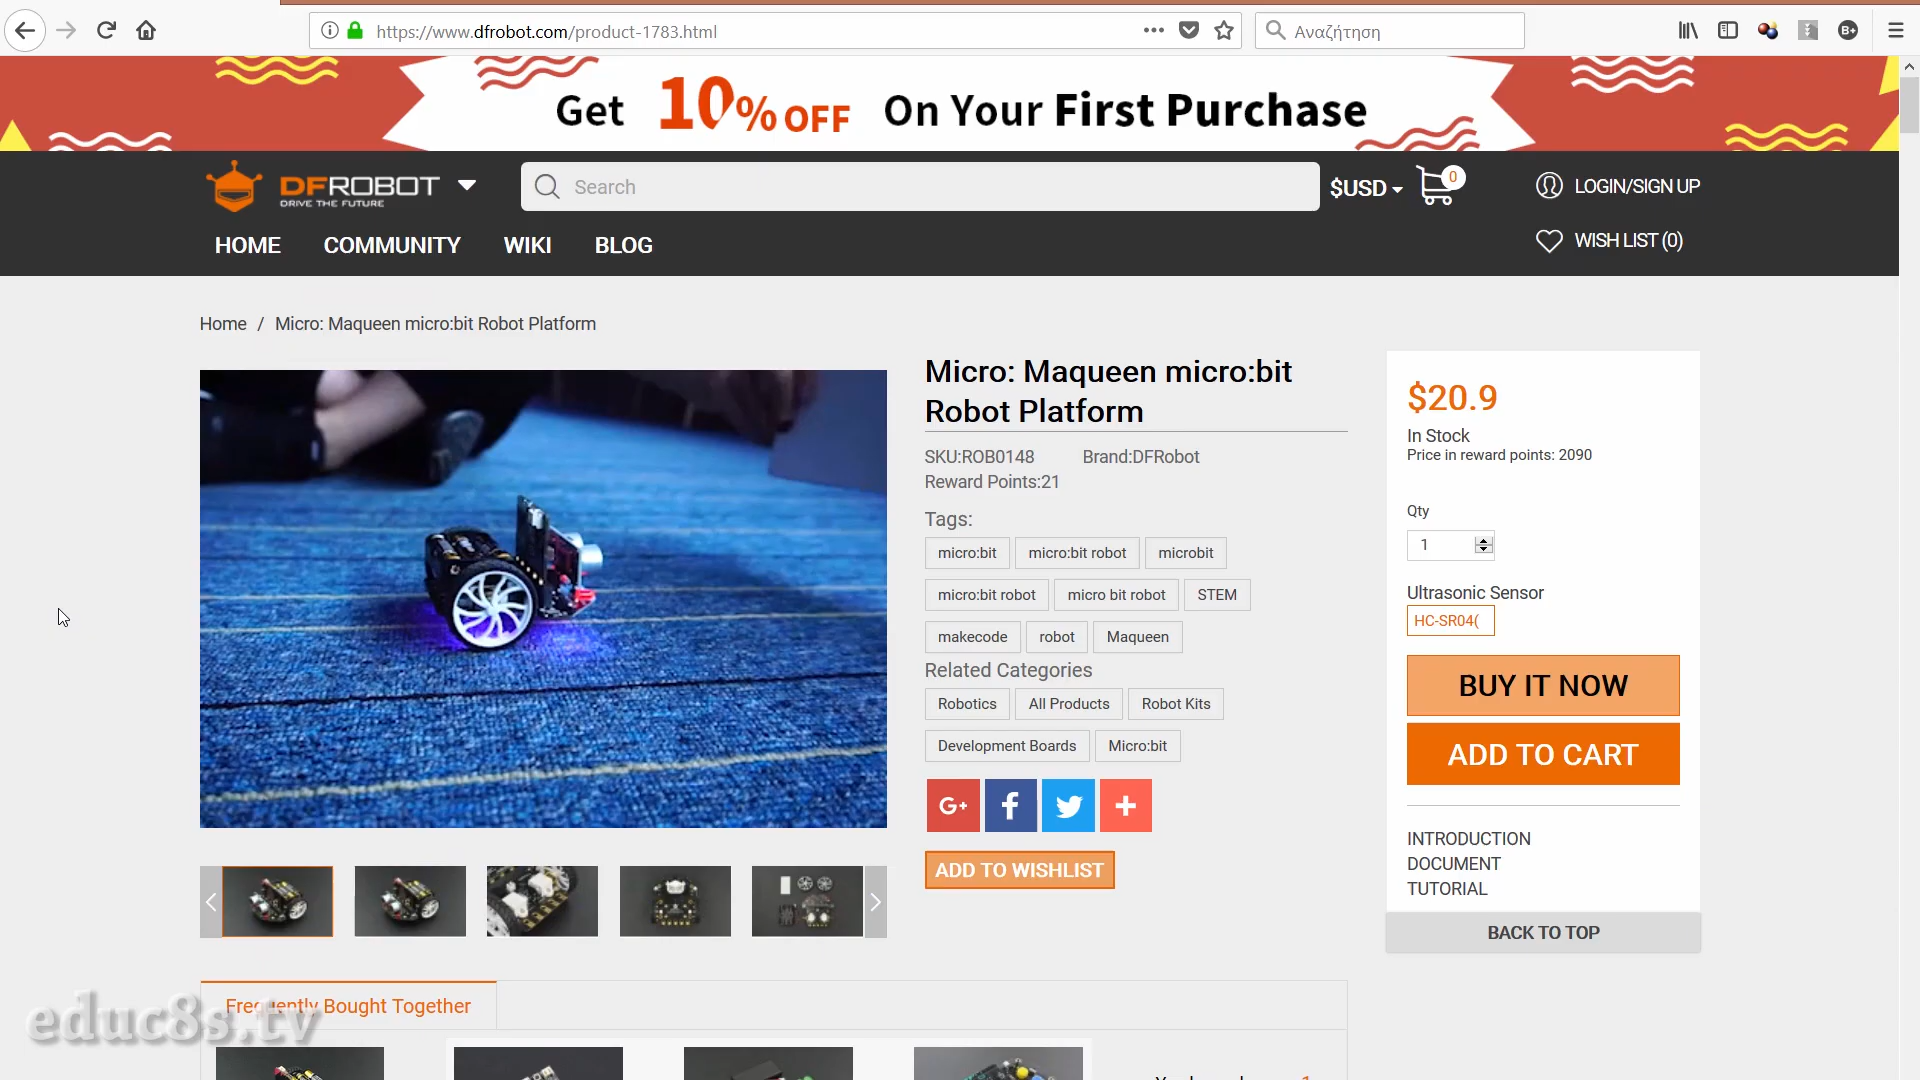 https://www.dfrobot.com/product-1783.html
Αναζήτηση
Get 10% OFF On Your First Purchase
DFROBOT
DRIVE THE FUTURE
Search
$USD
0
LOGIN/SIGN UP
HOME COMMUNITY WIKI BLOG
WISH LIST (0)
Home / Micro: Maqueen micro:bit Robot Platform
Micro: Maqueen micro:bit
Robot Platform
SKU:ROB0148 Brand:DFRobot
Reward Points:21
Tags:
micro:bit micro:bit robot microbit
micro:bit robot micro bit robot STEM
makecode robot Maqueen
Related Categories
Robotics All Products Robot Kits
Development Boards Micro:bit
G+
ADD TO WISHLIST
$20.9
In Stock
Price in reward points: 2090
Qty
1
Ultrasonic Sensor
HC-SR04(
BUY IT NOW
ADD TO CART
INTRODUCTION
DOCUMENT
TUTORIAL
BACK TO TOP
Frequently Bought Together
educ8s.tv